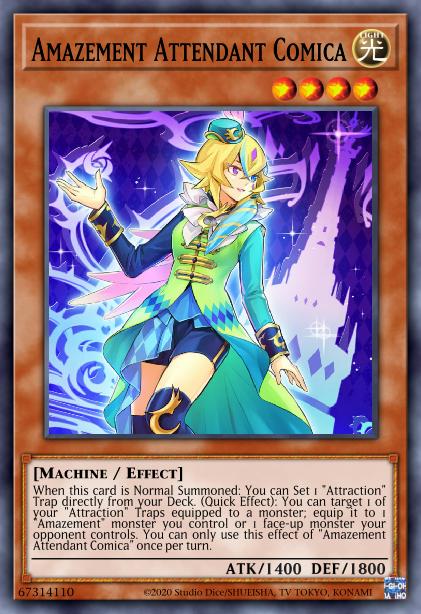 AMAZEMENT ATTENDANT COMICA
LIGHT
光
[MACHINE / EFFECT]
When this card is Normal Summoned: You can Set 1 "Attraction"
Trap directly from your Deck. (Quick Effect): You can target 1 of
your "Attraction" Traps equipped to a monster; equip it to 1
"Amazement" monster you control or 1 face-up monster your
opponent controls. You can only use this effect of "Amazement
Attendant Comica" once per turn.
ATK/1400 DEF/1800
67314110
©2020 Studio Dice/SHUEISHA, TV TOKYO, KONAMI